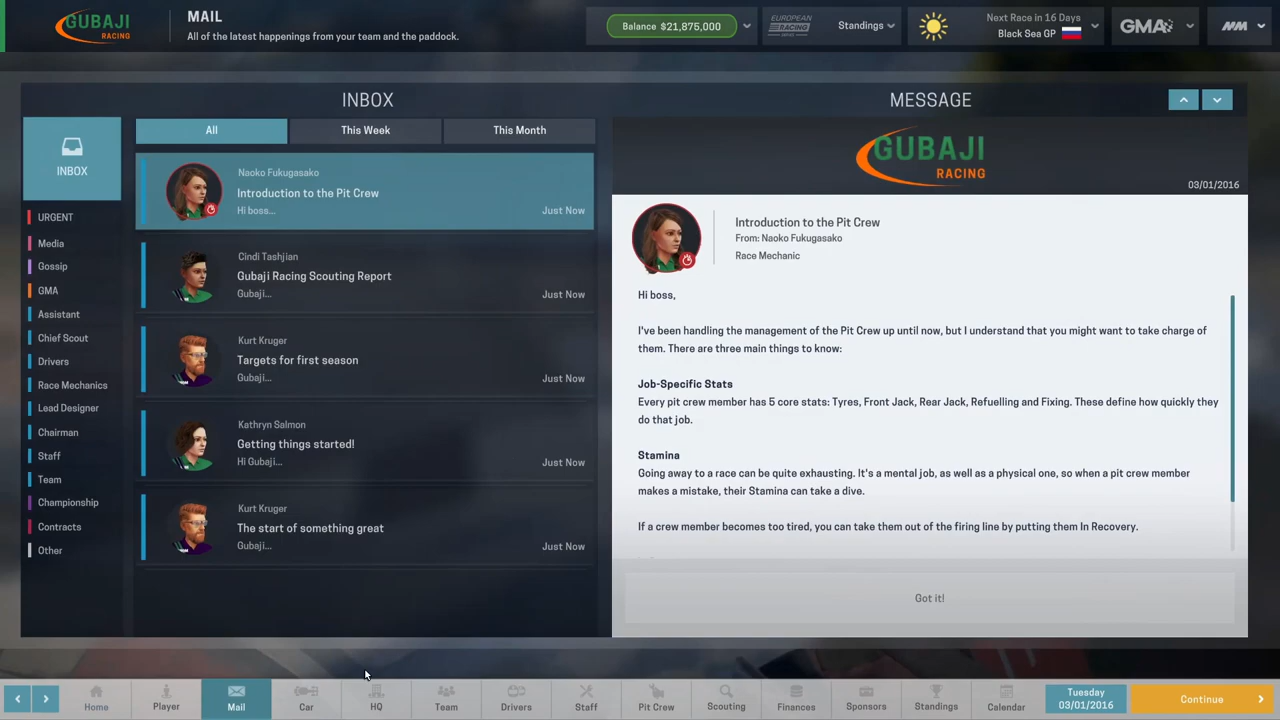 GUBAJI
RACING
MAIL
All of the latest happenings from your team and the paddock.
Balance $21,875,000
EUROPEAN
RACING
Standings
Next Race in 16 Days
Black Sea GP
GMA
INBOX
MESSAGE
INBOX
URGENT
Media
Gossip
GMA
Assistant
Chief Scout
Drivers
Race Mechanics
Lead Designer
Chairman
Staff
Team
Championship
Contracts
Other
All
This Week
This Month
Naoko Fukugasako
Introduction to the Pit Crew
Hi boss...
Just Now
Cindi Tashjian
Gubaji Racing Scouting Report
Gubaji...
Just Now
Kurt Kruger
Targets for first season
Gubaji...
Just Now
Kathryn Salmon
Getting things started!
Hi Gubaji...
Just Now
Kurt Kruger
The start of something great
Gubaji...
Just Now
GUBAJI
RACING
03/01/2016
Introduction to the Pit Crew
From: Naoko Fukugasako
Race Mechanic
Hi boss,
I've been handling the management of the Pit Crew up until now, but I understand that you might want to take charge of
them. There are three main things to know:
Job-Specific Stats
Every pit crew member has 5 core stats: Tyres, Front Jack, Rear Jack, Refuelling and Fixing. These define how quickly they
do that job.
Stamina
Going away to a race can be quite exhausting. It's a mental job, as well as a physical one, so when a pit crew member
makes a mistake, their Stamina can take a dive.
If a crew member becomes too tired, you can take them out of the firing line by putting them In Recovery.
Got it!
Home
Player
Mail
Car
HQ
Team
Drivers
Staff
Pit Crew
Scouting
Finances
Sponsors
Standings
Calendar
Tuesday
03/01/2016
Continue